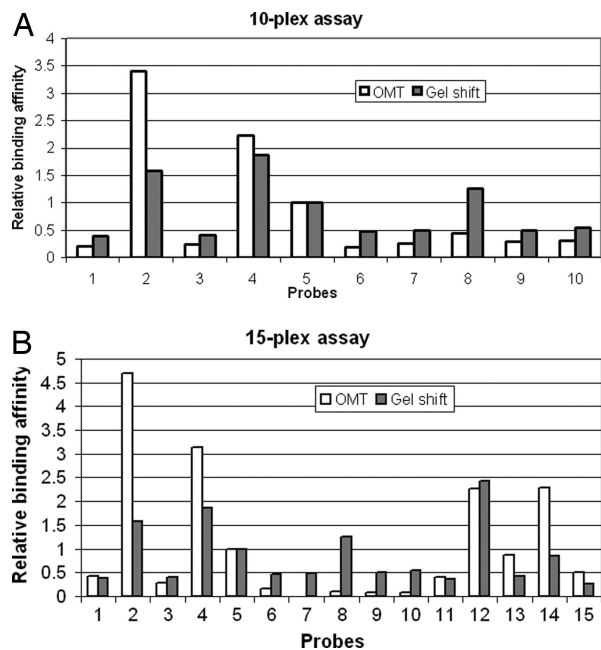 A
10-plex assay
Relative binding affinity
4
3.5
3
2.5
2
1.5
1
0.5
0
OMT Gel shift
1 2 3 4 5 6 7 8 9 10
Probes
B
15-plex assay
Relative binding affinity
5
4.5
4
3.5
3
2.5
2
1.5
1
0.5
0
OMT Gel shift
1 2 3 4 5 6 7 8 9 10 11 12 13 14 15
Probes